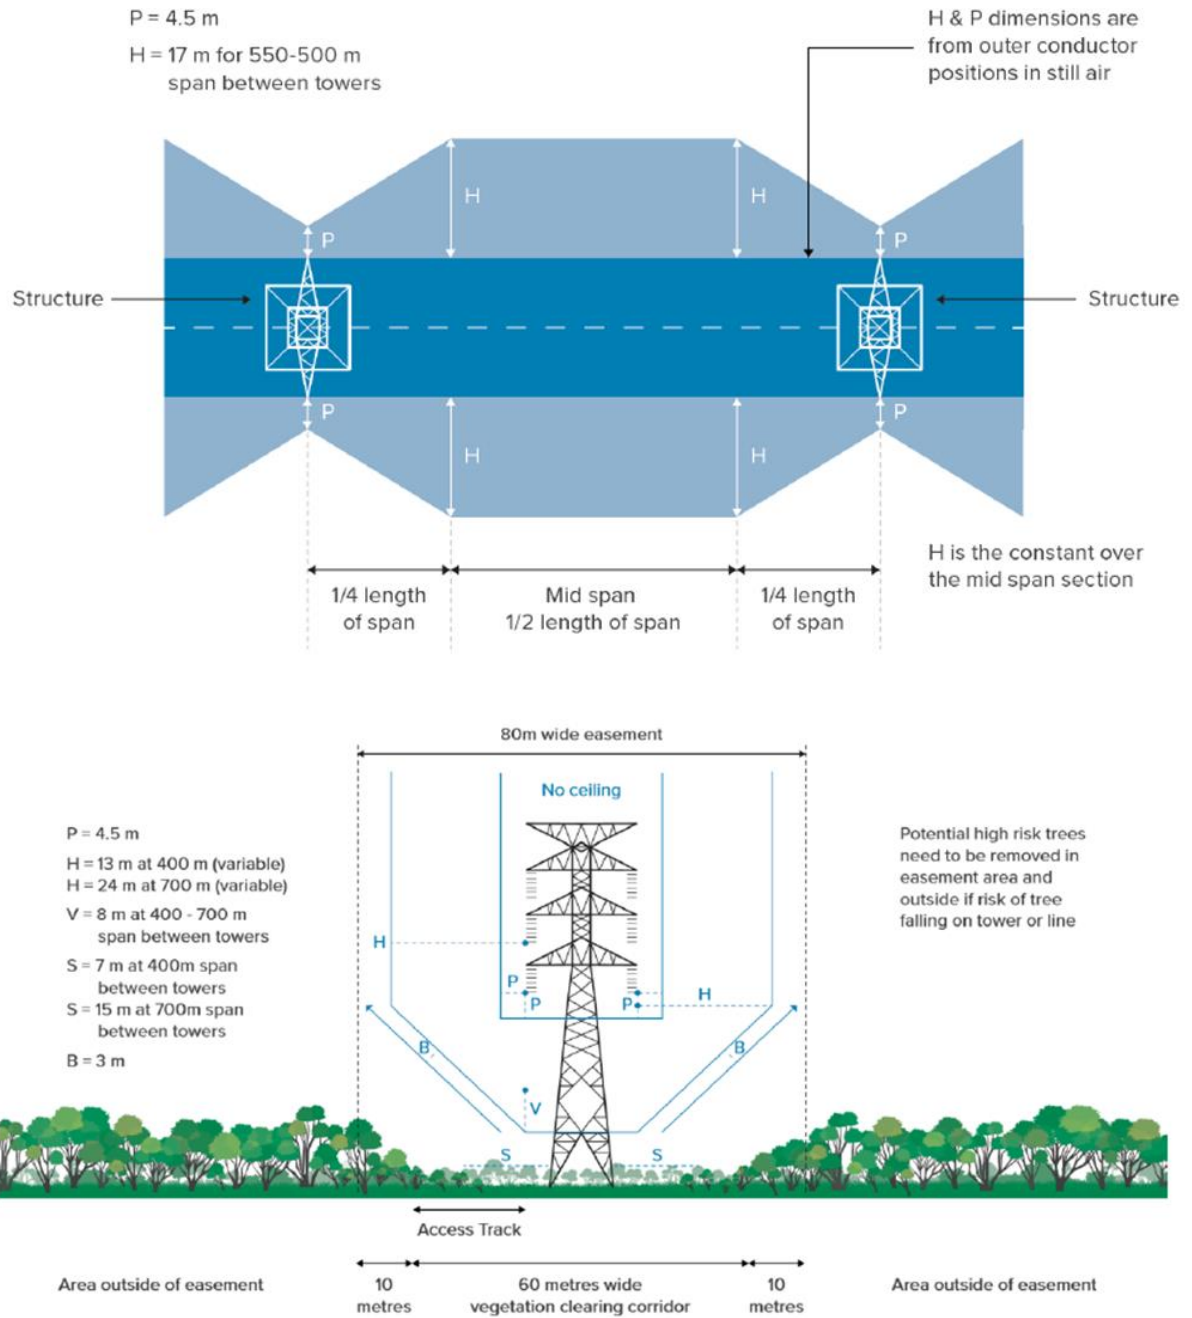 P = 4.5 m
H = 17 m for 550-500 m
span between towers
H & P dimensions are
from outer conductor
positions in still air
H
H
P
P
Structure
Structure
P
P
H
H
H is the constant over
the mid span section
1/4 length
of span
Mid span
1/2 length of span
1/4 length
of span
80m wide easement
No ceiling
P = 4.5 m
H = 13 m at 400 m (variable)
H = 24 m at 700 m (variable)
V = 8 m at 400 - 700 m
span between towers
S = 7 m at 400m span
between towers
S = 15 m at 700m span
between towers
B = 3 m
Potential high risk trees
need to be removed in
easement area and
outside if risk of tree
falling on tower or line
H
P
P
P
H
B
B
V
S
S
Access Track
Area outside of easement
10
metres
60 metres wide
vegetation clearing corridor
10
metres
Area outside of easement